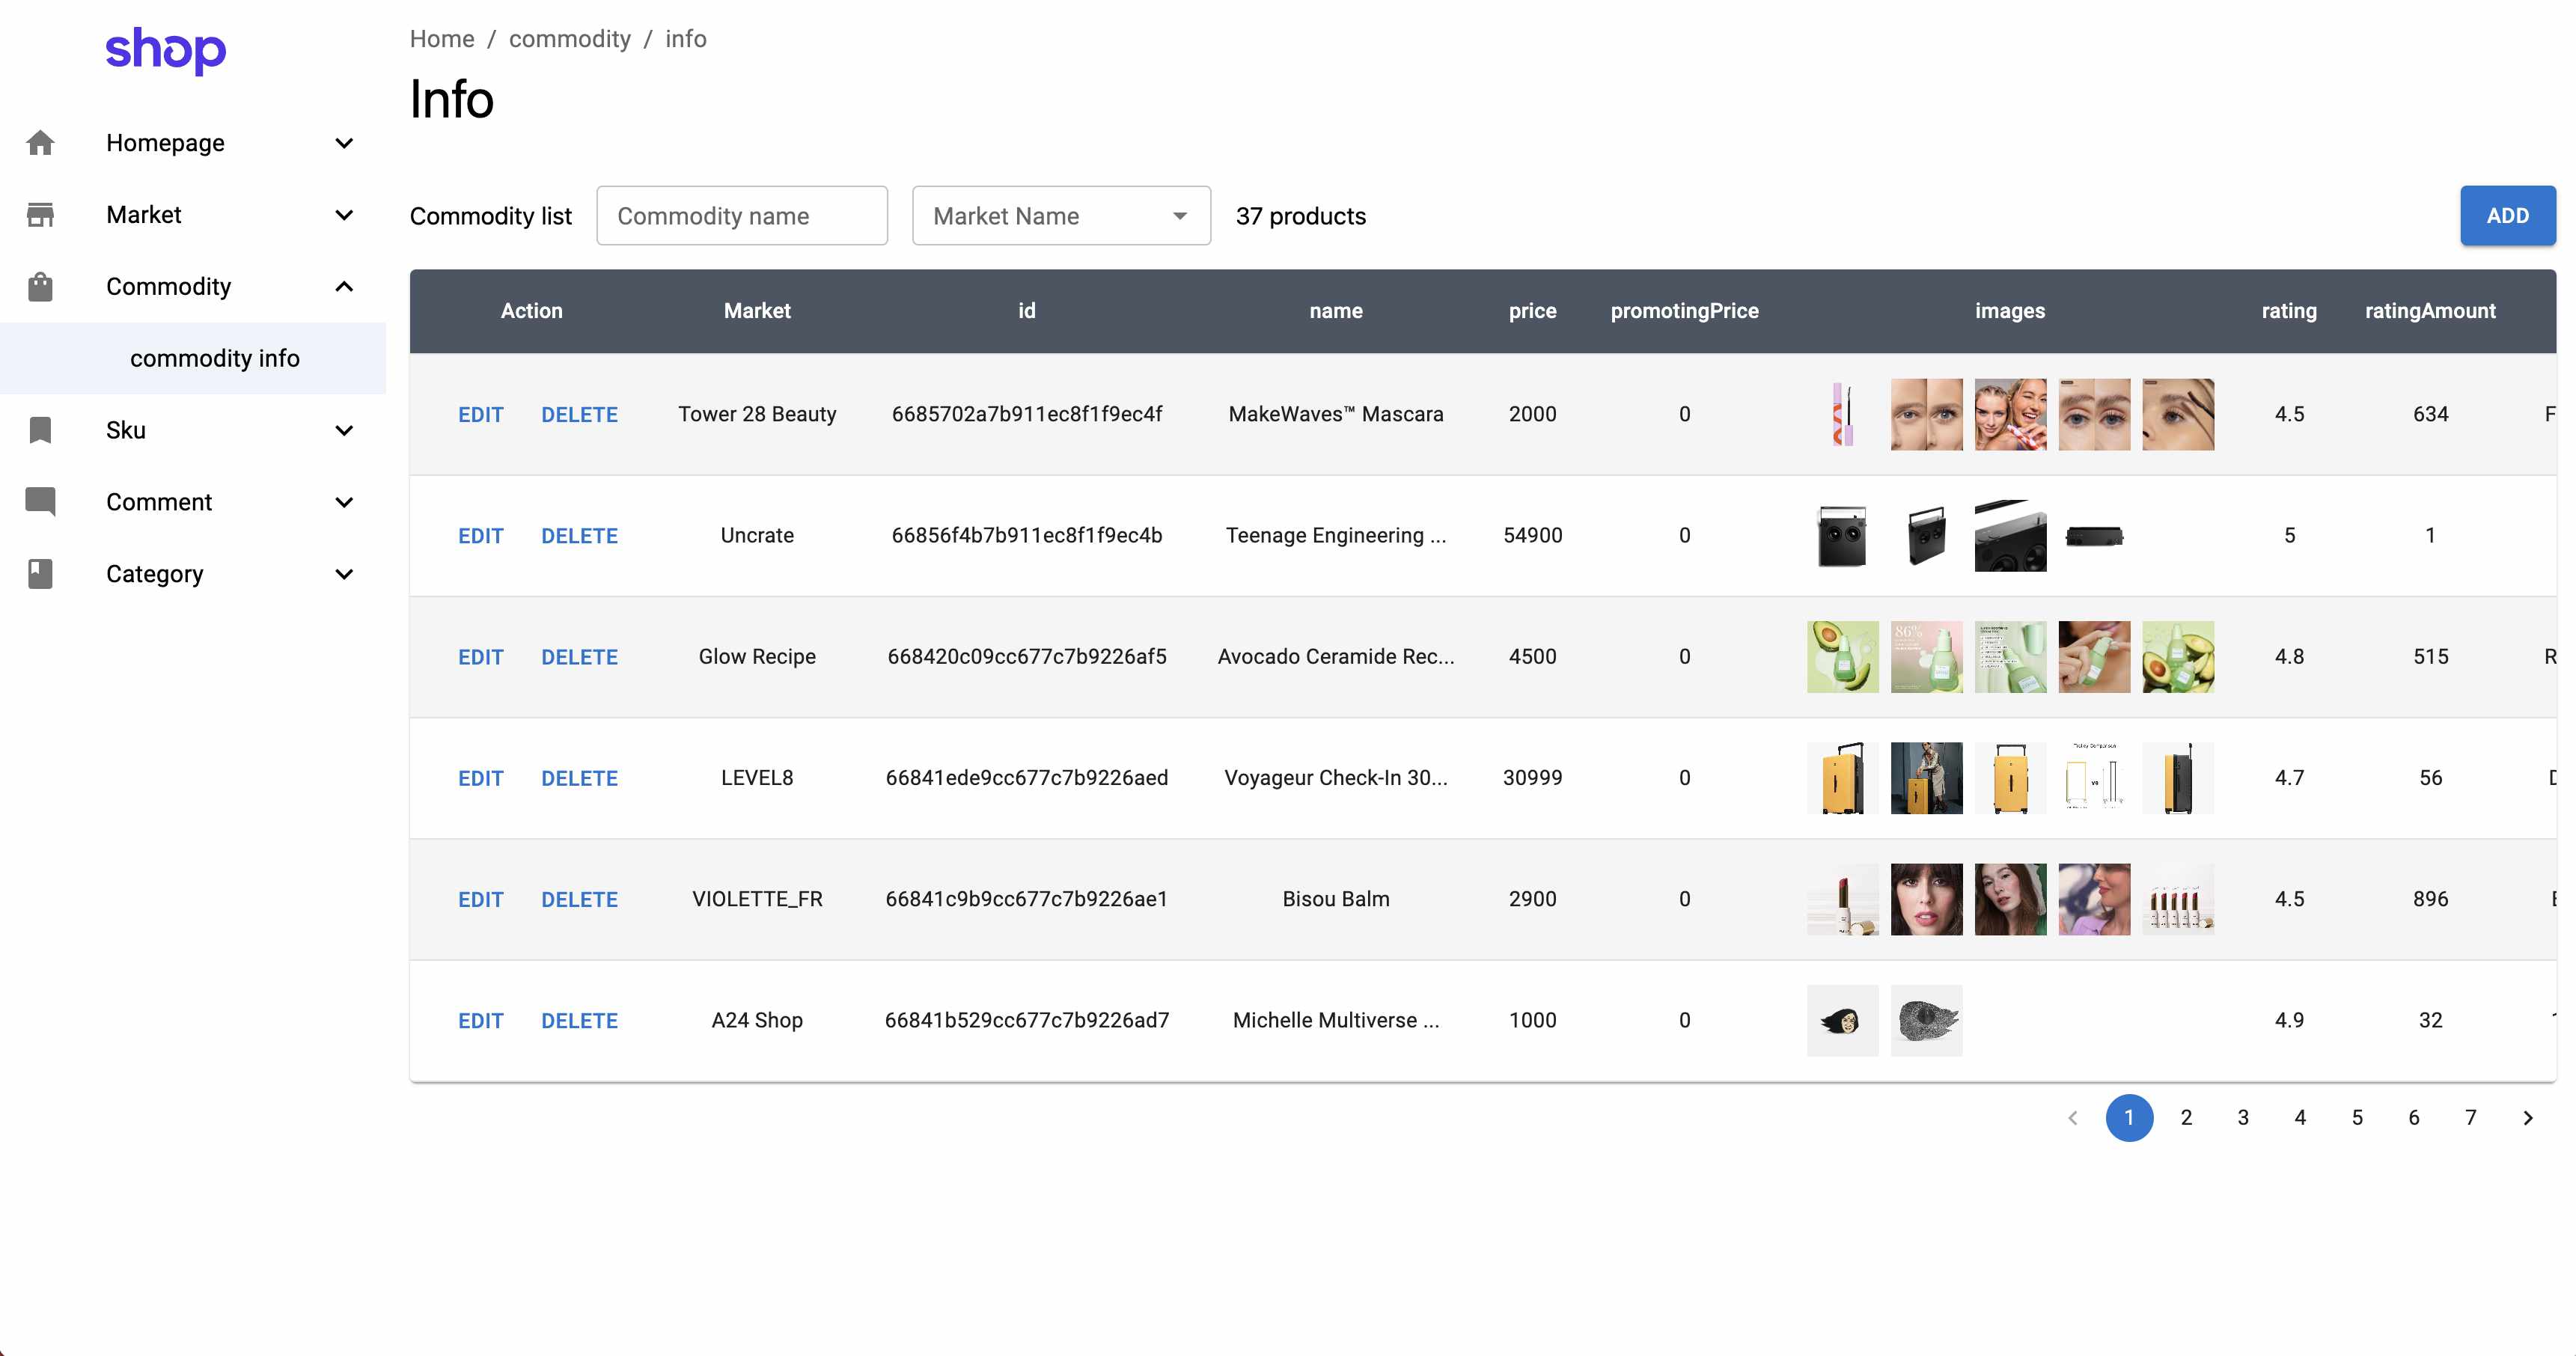 shop
Homepage
Market
Commodity
commodity info
Sku
Comment
Category
Home / commodity / info
Info
Commodity list Commodity name Market Name 37 products ADD
Action Market id name price promotingPrice images rating ratingAmount
EDIT DELETE Tower 28 Beauty 6685702a7b911ec8f1f9ec4f MakeWaves™ Mascara 2000 0 4.5 634 F
EDIT DELETE Uncrate 66856f4b7b911ec8f1f9ec4b Teenage Engineering ... 54900 0 5 1
EDIT DELETE Glow Recipe 668420c09cc677c7b9226af5 Avocado Ceramide Rec... 4500 0 86% 4.8 515 R
EDIT DELETE LEVEL8 66841ede9cc677c7b9226aed Voyageur Check-In 30... 30999 0 Trolley Comparison vs 4.7 56
EDIT DELETE VIOLETTE_FR 66841c9b9cc677c7b9226ae1 Bisou Balm 2900 0 4.5 896
EDIT DELETE A24 Shop 66841b529cc677c7b9226ad7 Michelle Multiverse ... 1000 0 4.9 32
1 2 3 4 5 6 7